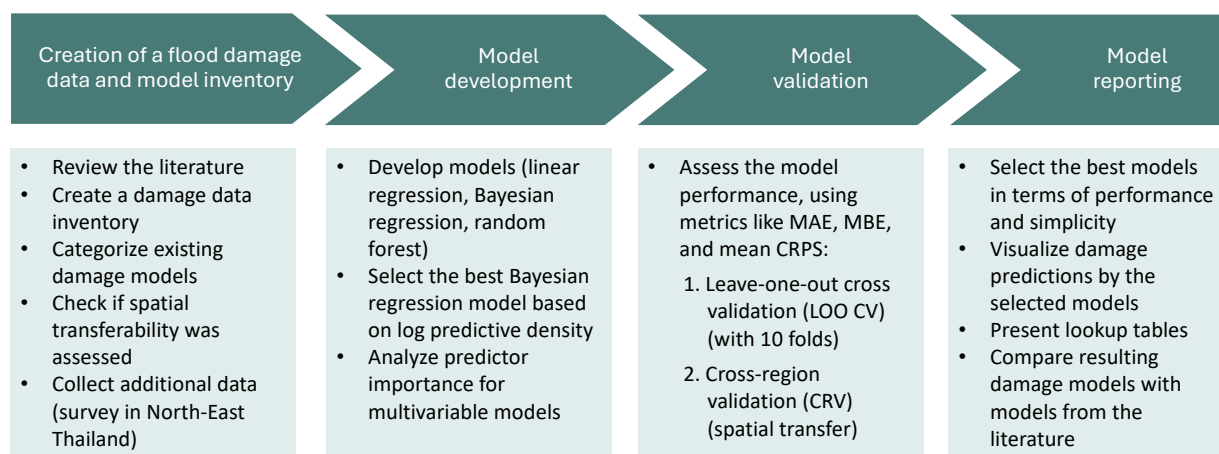 Creation of a flood damage
data and model inventory
Model
development
Model
validation
Model
reporting
• Review the literature
• Create a damage data
inventory
• Categorize existing
damage models
• Check if spatial
transferability was
assessed
• Collect additional data
(survey in North-East
Thailand)
• Develop models (linear
regression, Bayesian
regression, random
forest)
• Select the best Bayesian
regression model based
on log predictive density
• Analyze predictor
importance for
multivariable models
• Assess the model
performance, using
metrics like MAE, MBE,
and mean CRPS:
1. Leave-one-out cross
validation (LOO CV)
(with 10 folds)
2. Cross-region
validation (CRV)
(spatial transfer)
• Select the best models
in terms of performance
and simplicity
• Visualize damage
predictions by the
selected models
• Present lookup tables
• Compare resulting
damage models with
models from the
literature